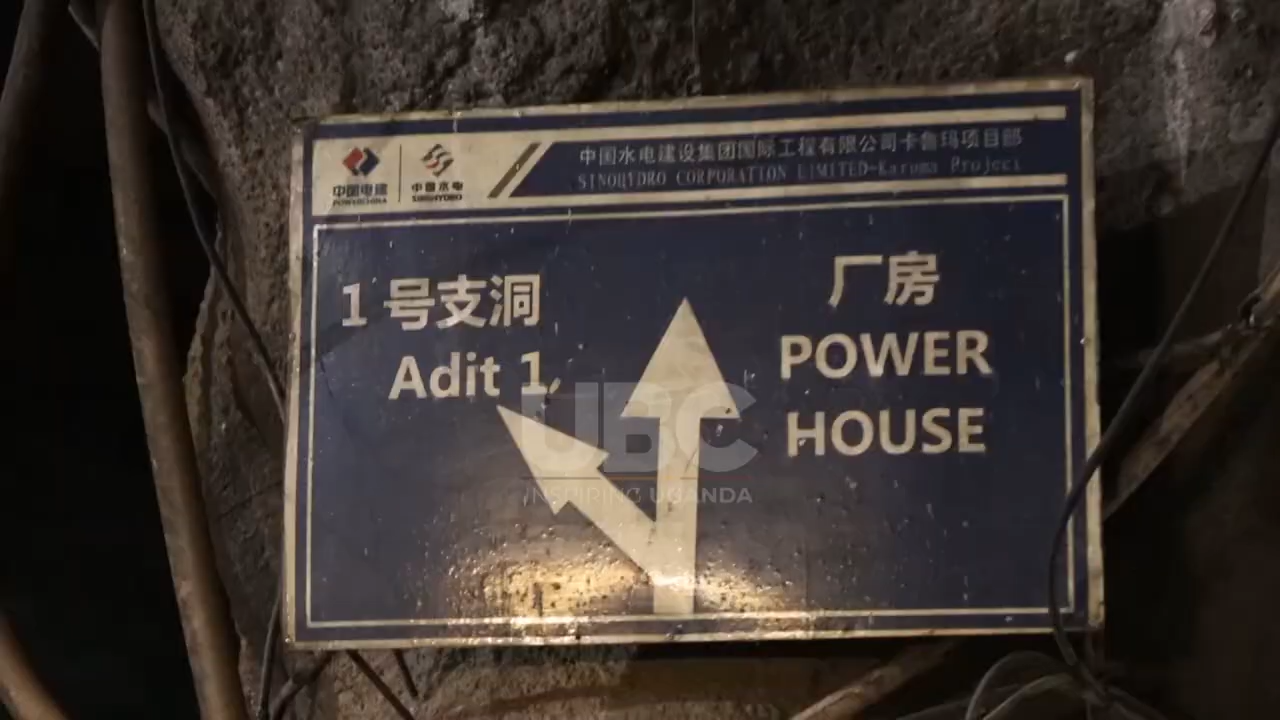 中国电建
POWERCHINA
中国水电
SINOHYDRO
中国水电建设集团国际工程有限公司卡鲁玛项目部
SINOHYDRO CORPORATION LIMITED-Karuma Project
1 号支洞
Adit 1
厂房
POWER
HOUSE
UBC
INSPIRING UGANDA